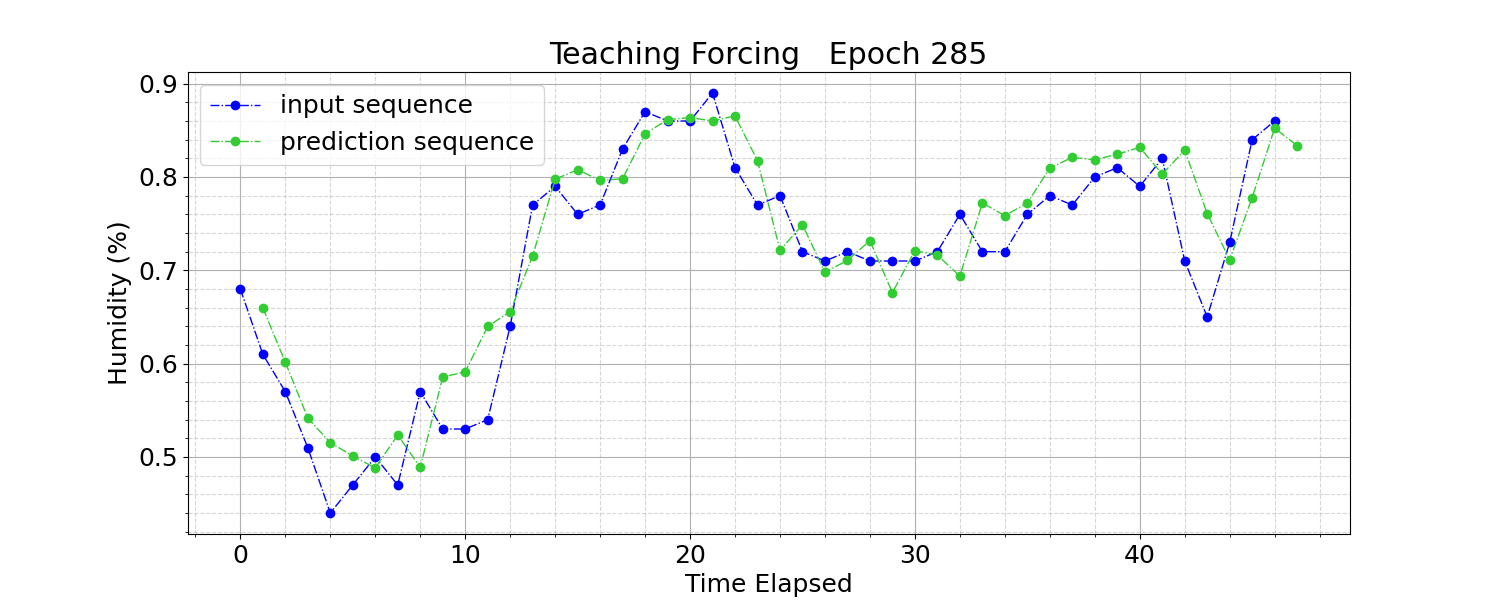 Teaching Forcing   Epoch 285
input sequence
prediction sequence
Humidity (%)
0.9
0.8
0.7
0.6
0.5
0 10 20 30 40
Time Elapsed